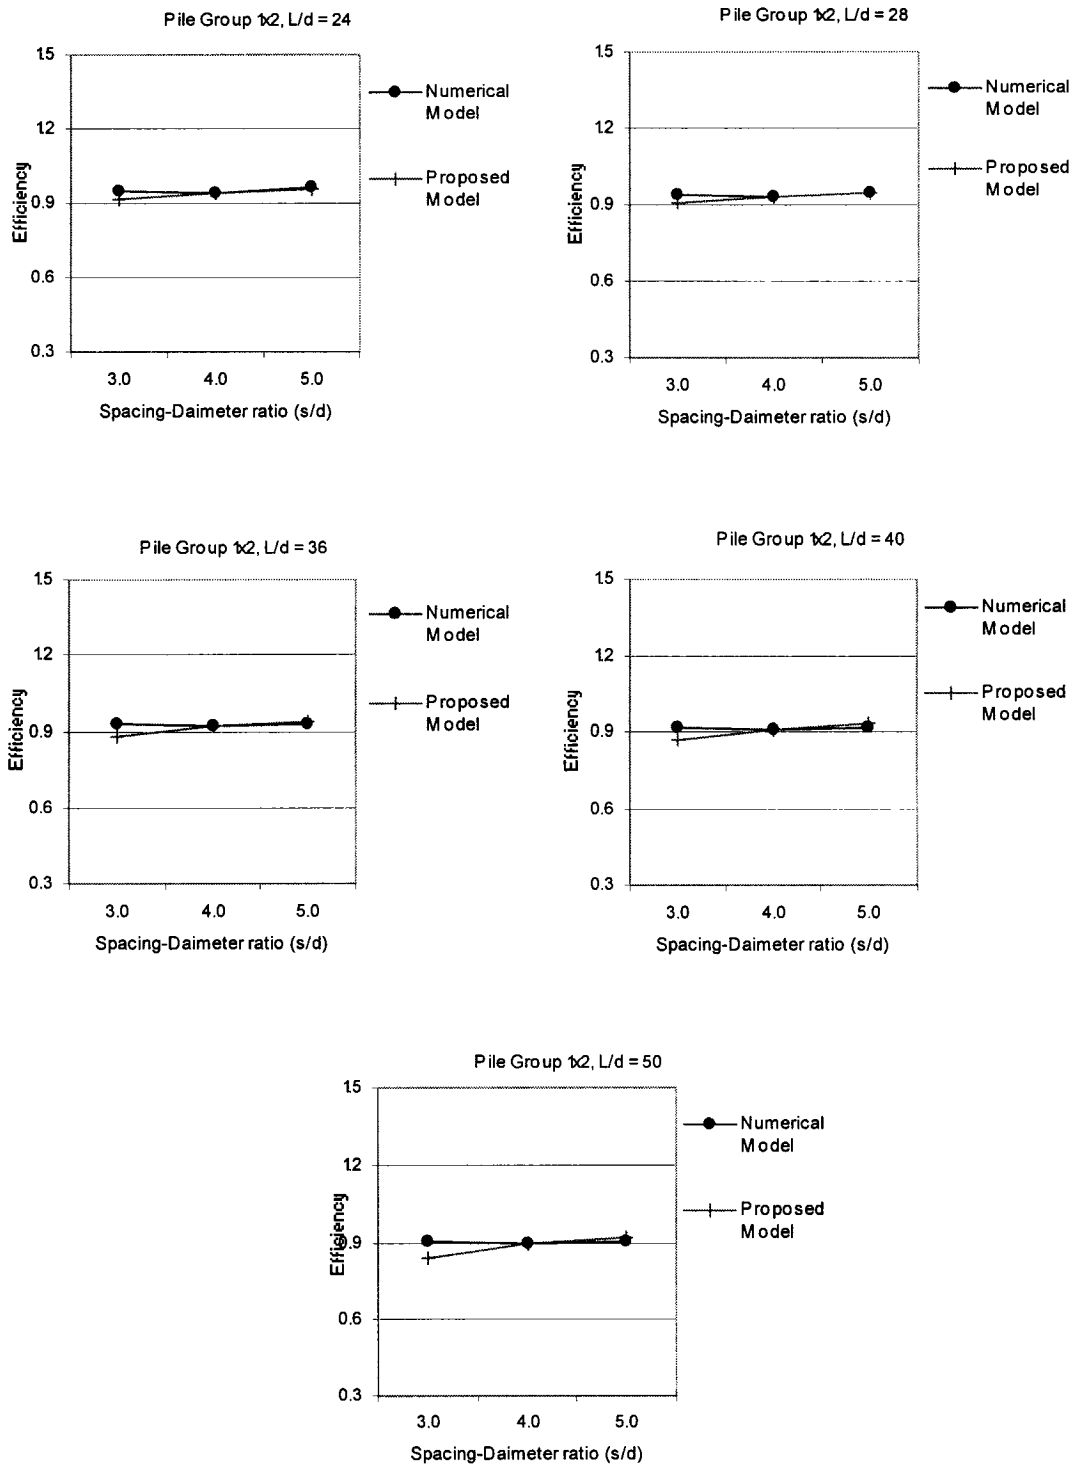 Pile Group 1x2, L/d = 24
1.5
1.2
0.9
0.6
0.3
Efficiency
3.0 4.0 5.0
Spacing-Daimeter ratio (s/d)
Numerical
Model
Proposed
Model
Pile Group 1x2, L/d = 28
1.5
1.2
0.9
0.6
0.3
Efficiency
3.0 4.0 5.0
Spacing-Daimeter ratio (s/d)
Numerical
Model
Proposed
Model
Pile Group 1x2, L/d = 36
1.5
1.2
0.9
0.6
0.3
Efficiency
3.0 4.0 5.0
Spacing-Daimeter ratio (s/d)
Numerical
Model
Proposed
Model
Pile Group 1x2, L/d = 40
1.5
1.2
0.9
0.6
0.3
Efficiency
3.0 4.0 5.0
Spacing-Daimeter ratio (s/d)
Numerical
Model
Proposed
Model
Pile Group 1x2, L/d = 50
1.5
1.2
0.9
0.6
0.3
Efficiency
3.0 4.0 5.0
Spacing-Daimeter ratio (s/d)
Numerical
Model
Proposed
Model